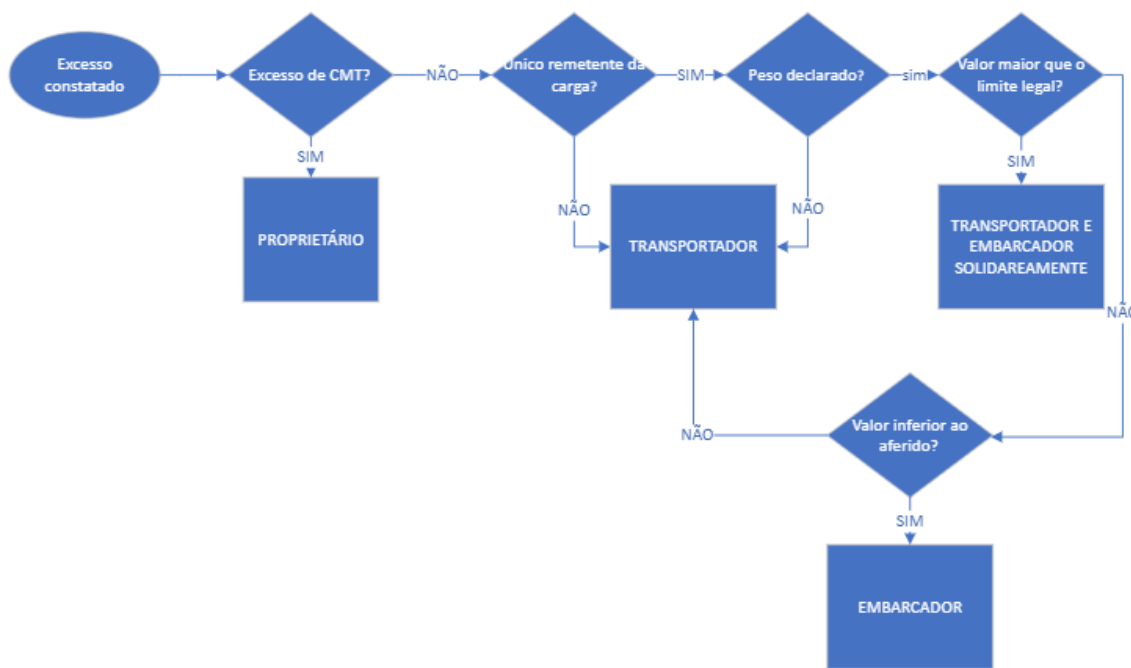 Excesso
constatado
Excesso de CMT?
NÃO
Único remetente da
carga?
SIM
Peso declarado?
sim
Valor maior que o
limite legal?
SIM
PROPRIETÁRIO
NÃO
TRANSPORTADOR
NÃO
SIM
TRANSPORTADOR E
EMBARCADOR
SOLIDAREAMENTE
NÃO
Valor inferior ao
aferido?
NÃO
SIM
EMBARCADOR